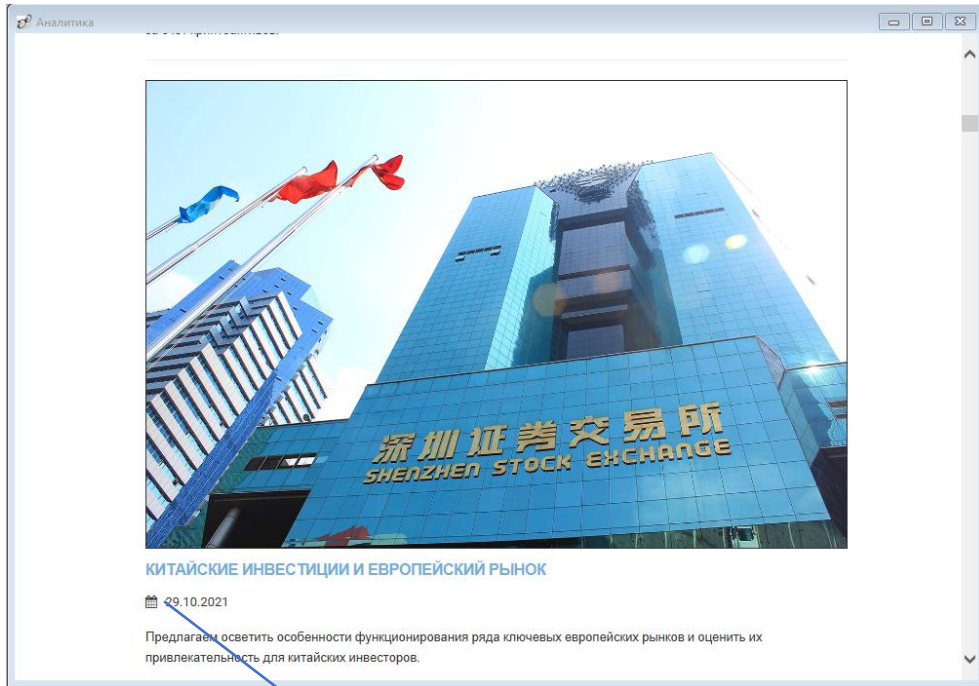 Аналитика
深圳证券交易所
SHENZHEN STOCK EXCHANGE
КИТАЙСКИЕ ИНВЕСТИЦИИ И ЕВРОПЕЙСКИЙ РЫНОК
29.10.2021
Предлагаем осветить особенности функционирования ряда ключевых европейских рынков и оценить их
привлекательность для китайских инвесторов.